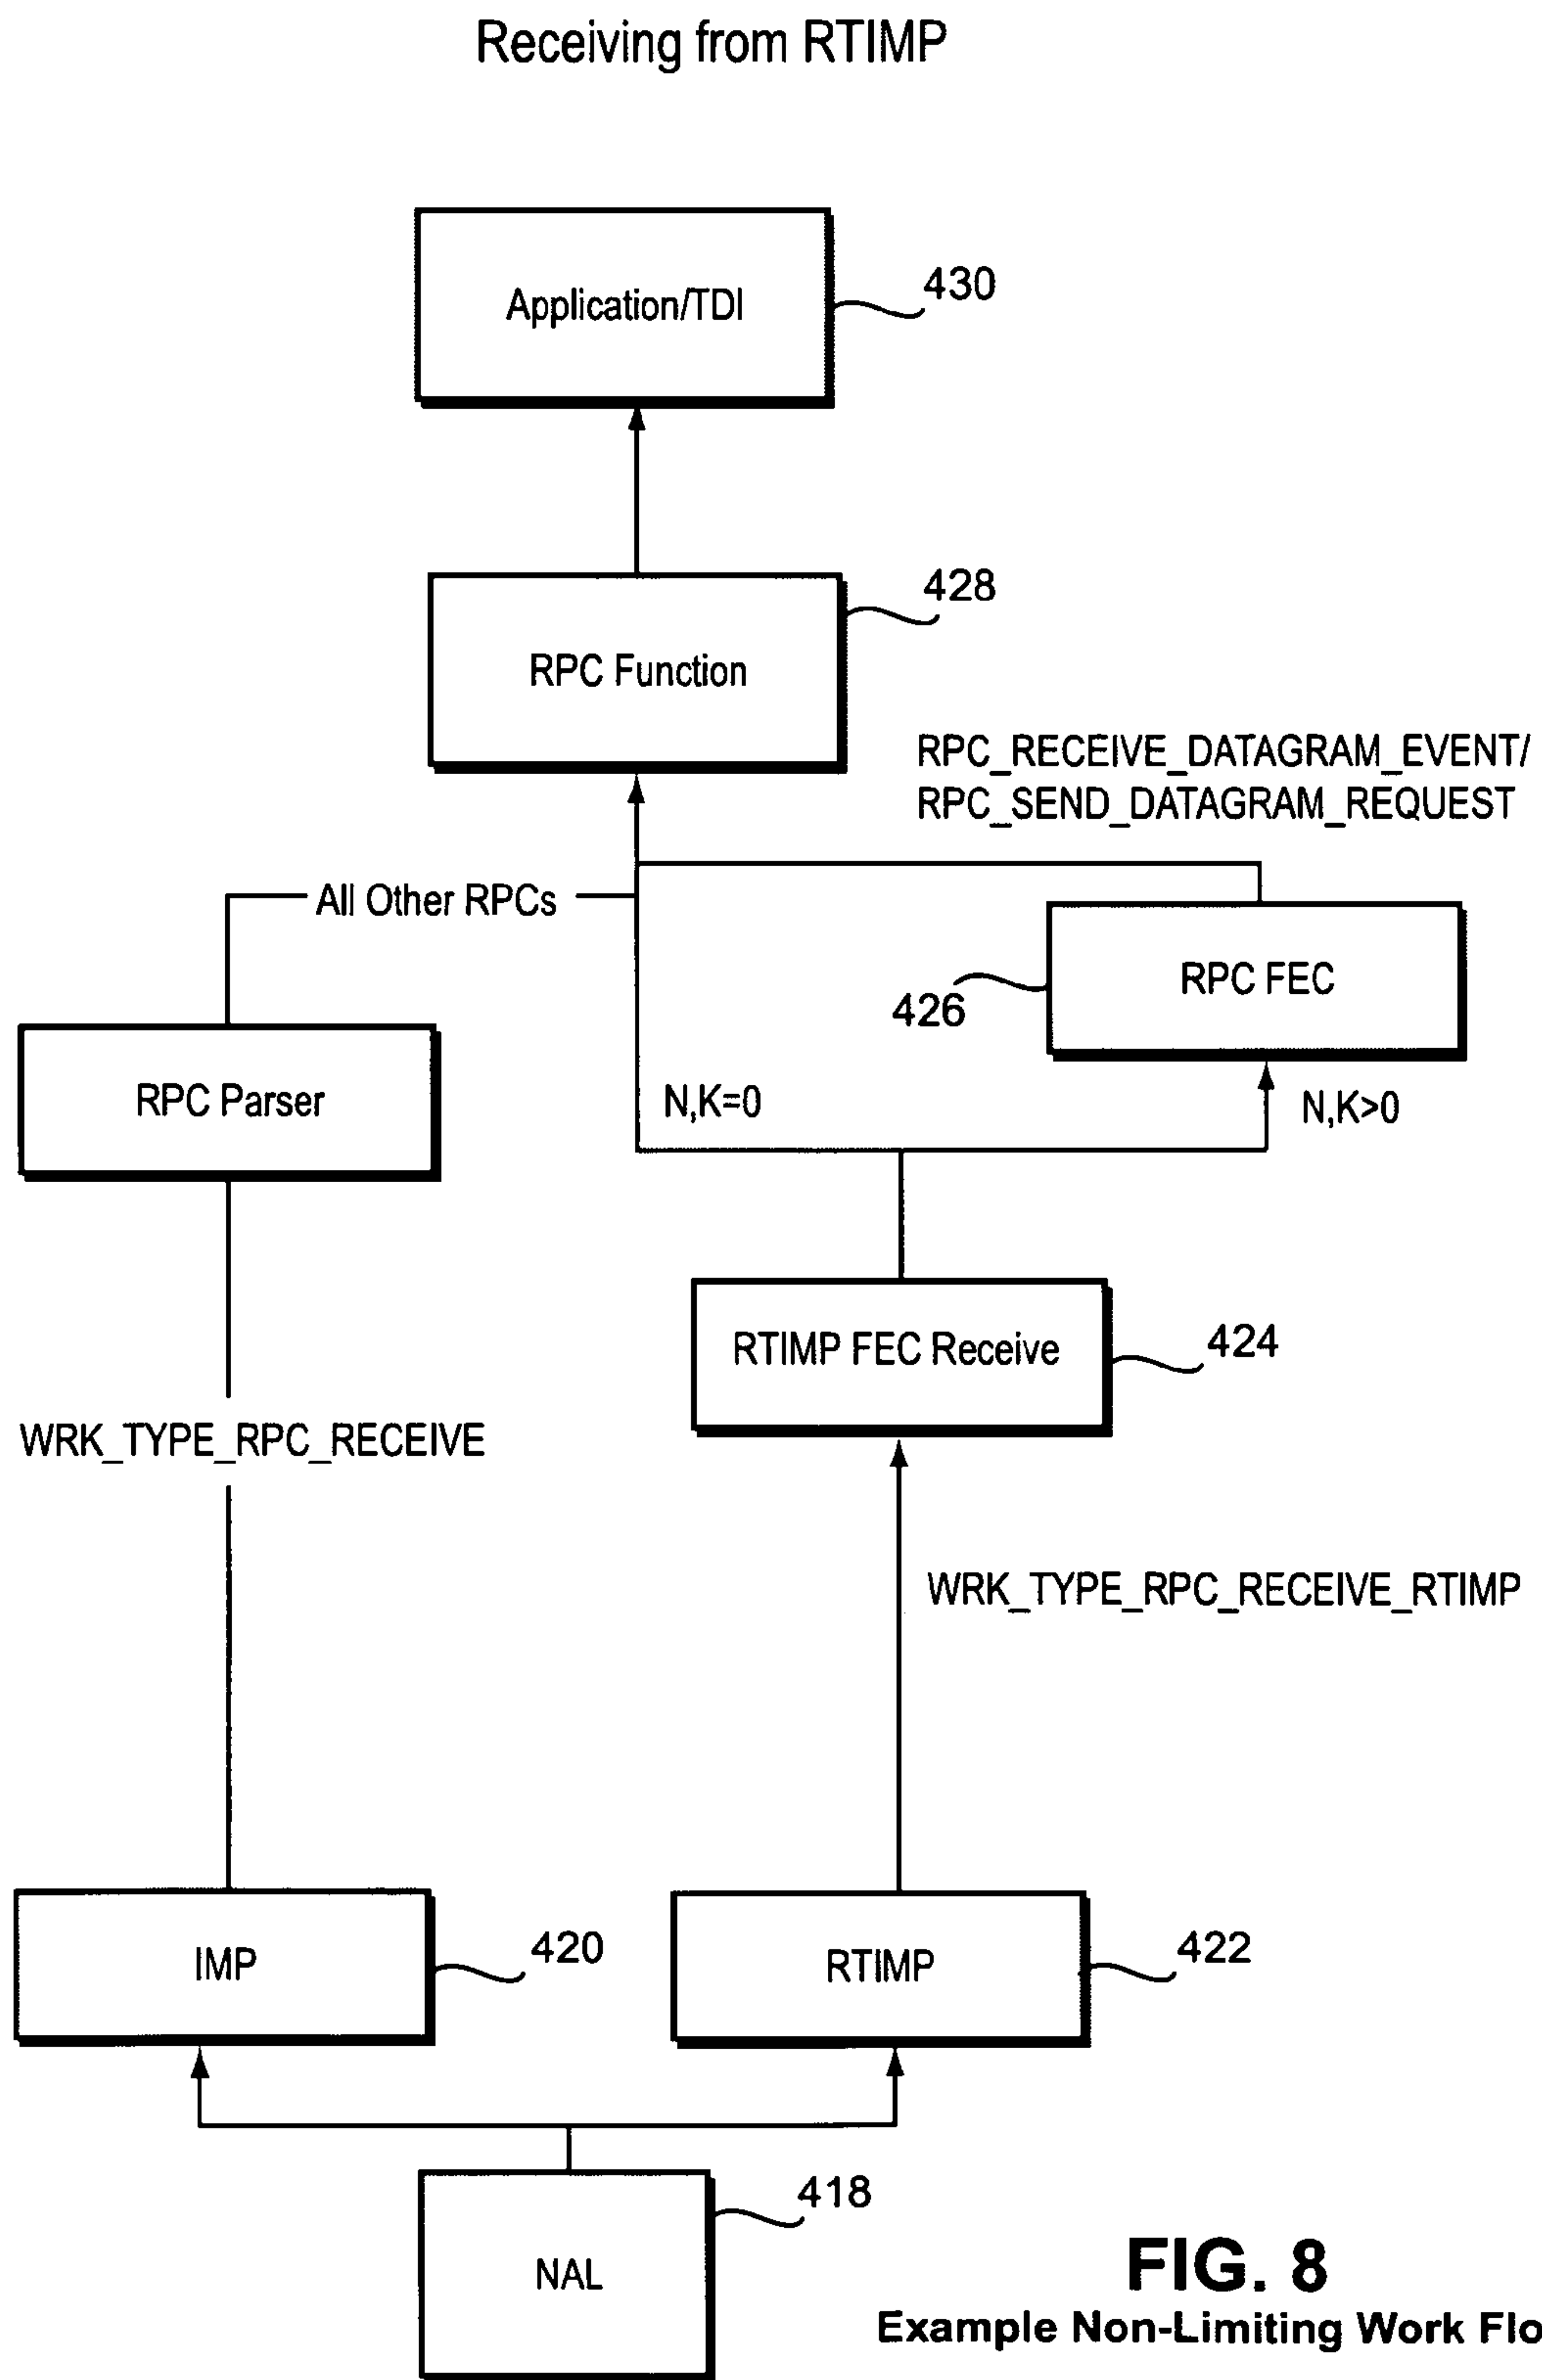 Receiving from RTIMP
Application/TDI
430
428
RPC Function
RPC_RECEIVE_DATAGRAM_EVENT/
RPC_SEND_DATAGRAM_REQUEST
All Other RPCs
RPC FEC
426
RPC Parser
N,K=0
N,K>0
RTIMP FEC Receive
424
WRK_TYPE_RPC_RECEIVE
WRK_TYPE_RPC_RECEIVE_RTIMP
IMP
420
RTIMP
422
418
NAL
FIG. 8
Example Non-Limiting Work Flo